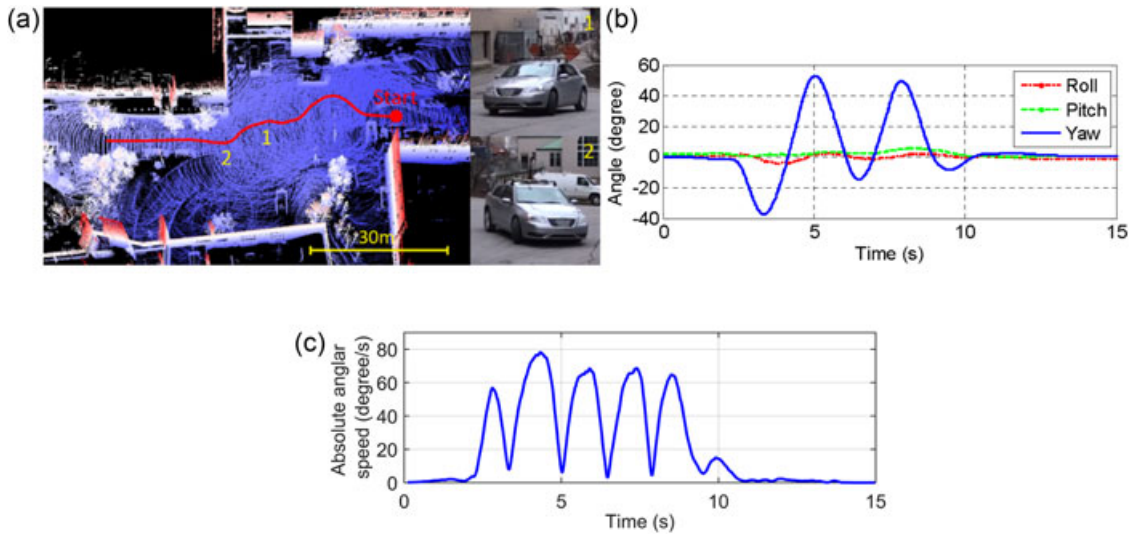 (a)
Start
1
2
30m
1
2
(b)
60
40
20
0
-20
-40
Angle (degree)
Roll
Pitch
Yaw
0
5
10
15
Time (s)
(c)
80
60
40
20
0
Absolute anglar
speed (degree/s)
0
5
10
15
Time (s)